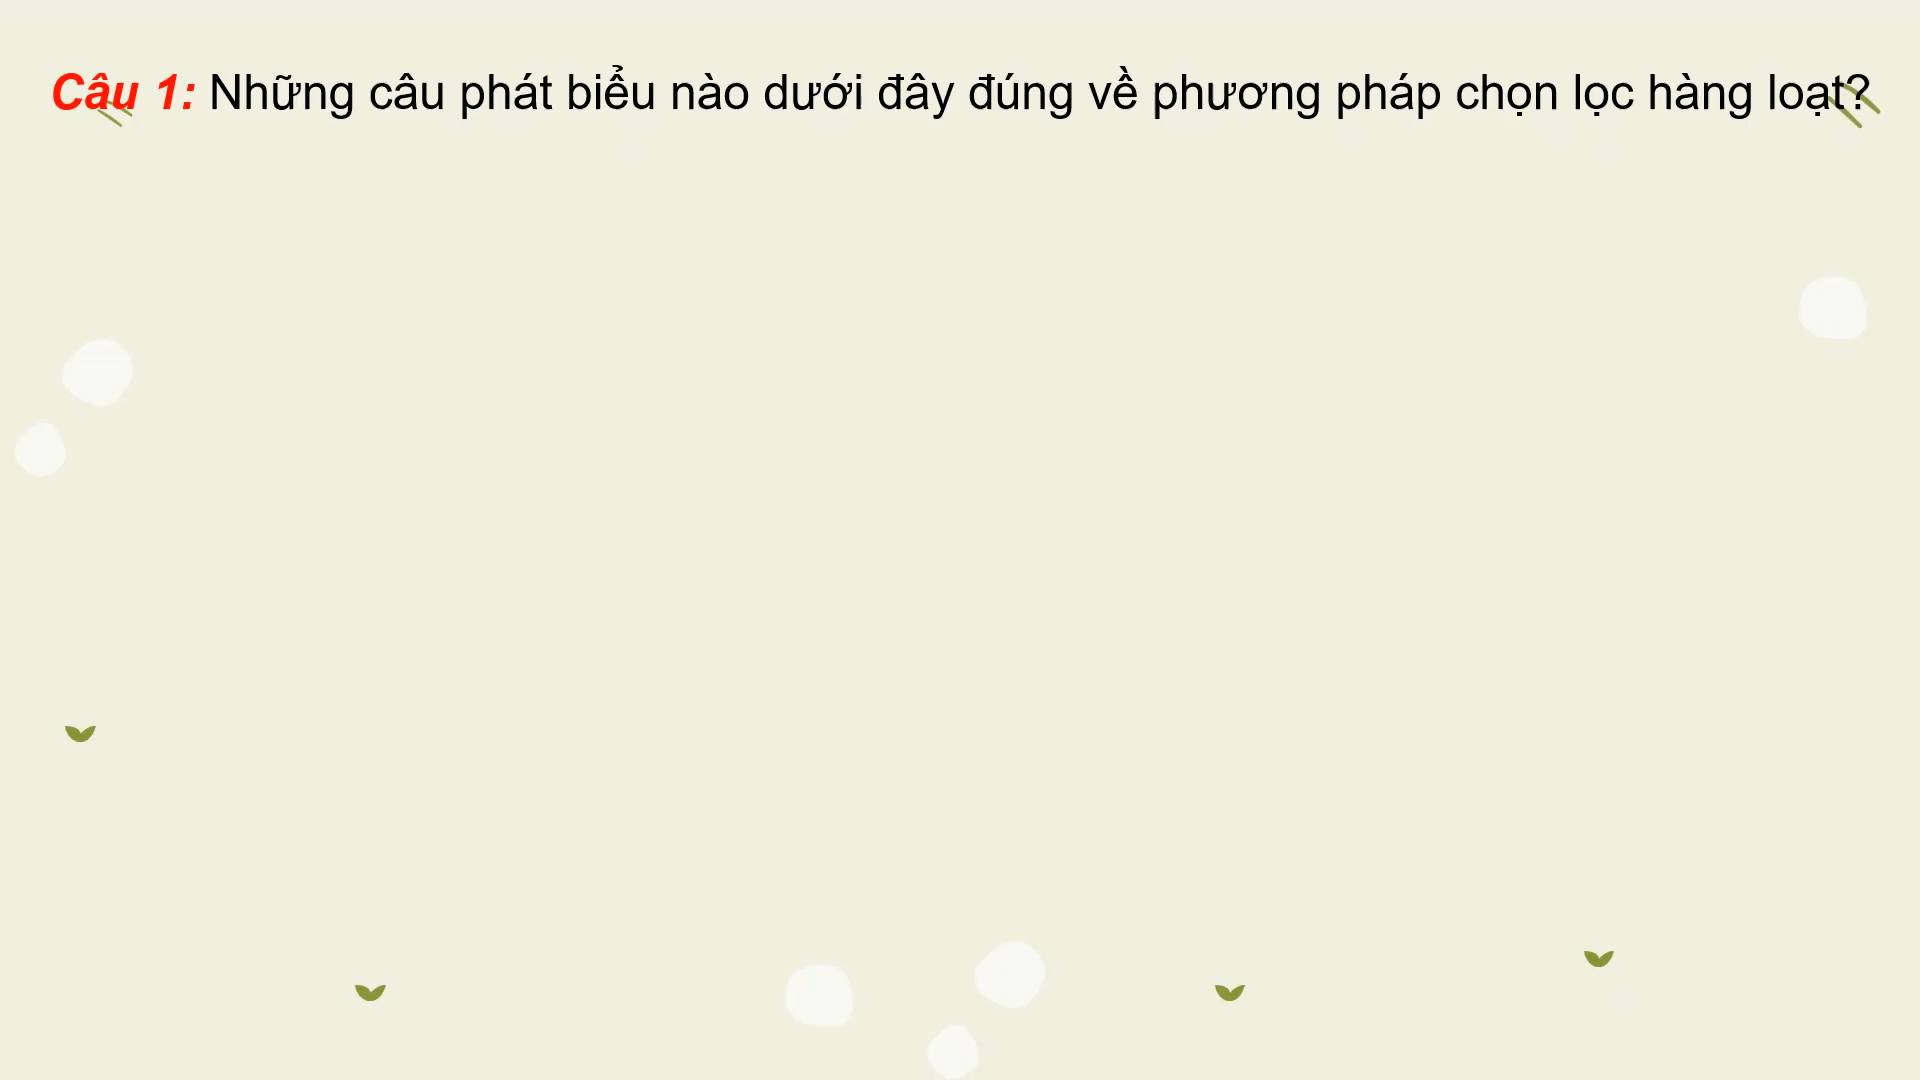 Câu 1: Những câu phát biểu nào dưới đây đúng về phương pháp chọn lọc hàng loạt?